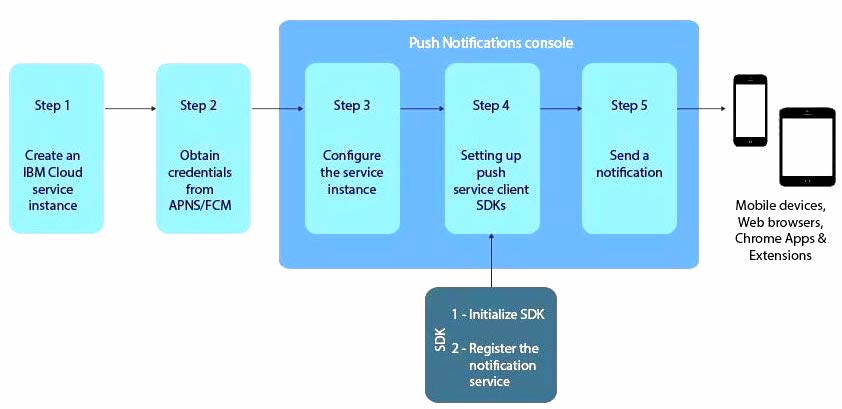 Push Notifications console
Step 1
Create an
IBM Cloud
service
instance
Step 2
Obtain
credentials
from
APNS/FCM
Step 3
Configure
the service
instance
Step 4
Setting up
push
service client
SDKs
Step 5
Send a
notification
Mobile devices,
Web browsers,
Chrome Apps &
Extensions
SDK
1 - Initialize SDK
2 - Register the
notification
service